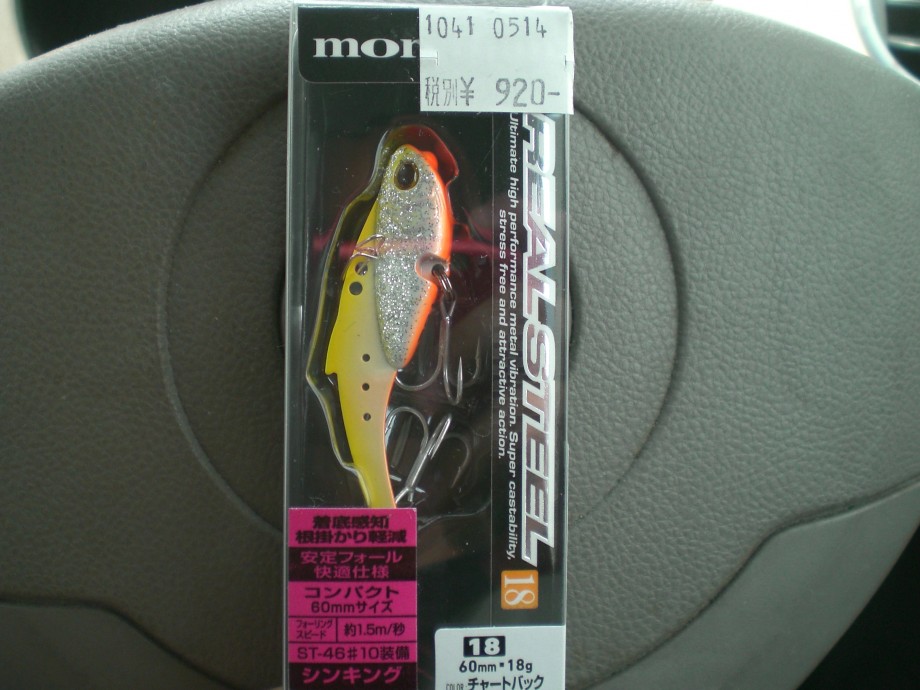 mor
1041 0514
税別¥ 920-
REALSTEEL
18
Ultimate high performance metal vibration. Super castability,
stress free and attractive action.
着底感知
根掛かり軽減
安定フォール
快適仕様
コンパクト
60mmサイズ
フォーリング
スピード 約1.5m/秒
ST-46#10装備
シンキング
18
60mm・18g
COLOR チャートバック